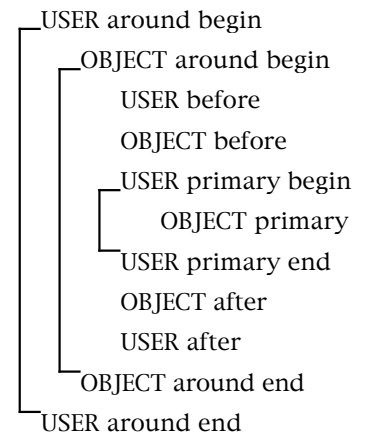 USER around begin
OBJECT around begin
USER before
OBJECT before
USER primary begin
OBJECT primary
USER primary end
OBJECT after
USER after
OBJECT around end
USER around end